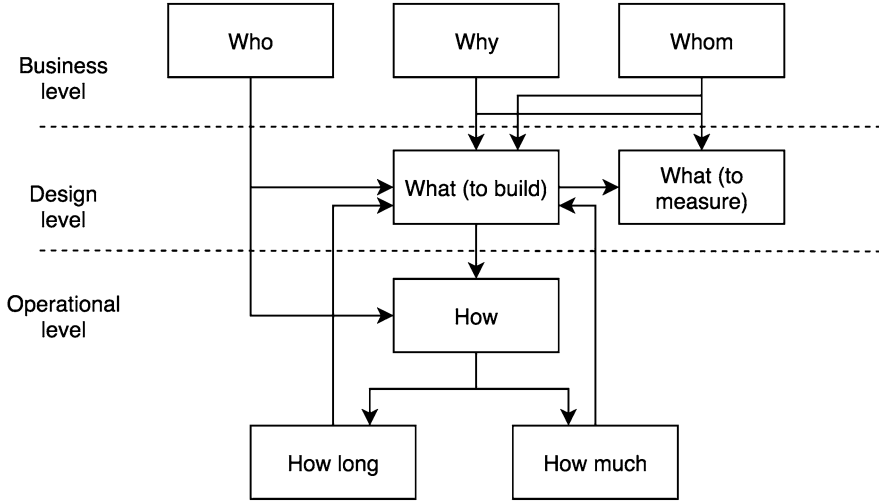 Who
Why
Whom
Business
level
What (to build)
What (to
measure)
Design
level
Operational
level
How
How long
How much